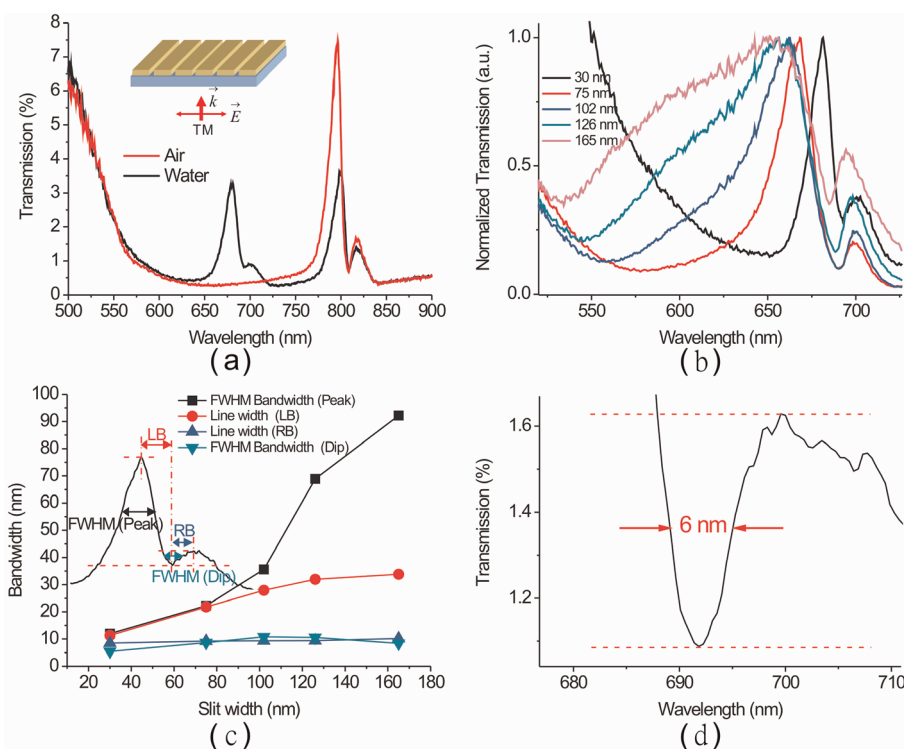 a)
8
7
6
5
4
3
2
1
0
Transmission (%)
k
E
TM
Air
Water
500 550 600 650 700 750 800 850 900
Wavelength (nm)
(a)
b)
1.0
0.5
0.0
Normalized Transmission (a.u.)
30 nm
75 nm
102 nm
126 nm
165 nm
550 600 650 700
Wavelength (nm)
(b)
c)
100
90
80
70
60
50
40
30
20
10
0
Bandwidth (nm)
FWHM Bandwidth (Peak)
Line width (LB)
Line width (RB)
FWHM Bandwidth (Dip)
LB
FWHM (Peak)
RB
FWHM (Dip)
20 40 60 80 100 120 140 160 180
Slit width (nm)
(c)
d)
1.6
1.4
1.2
Transmission (%)
6 nm
680 690 700 710
Wavelength (nm)
(d)